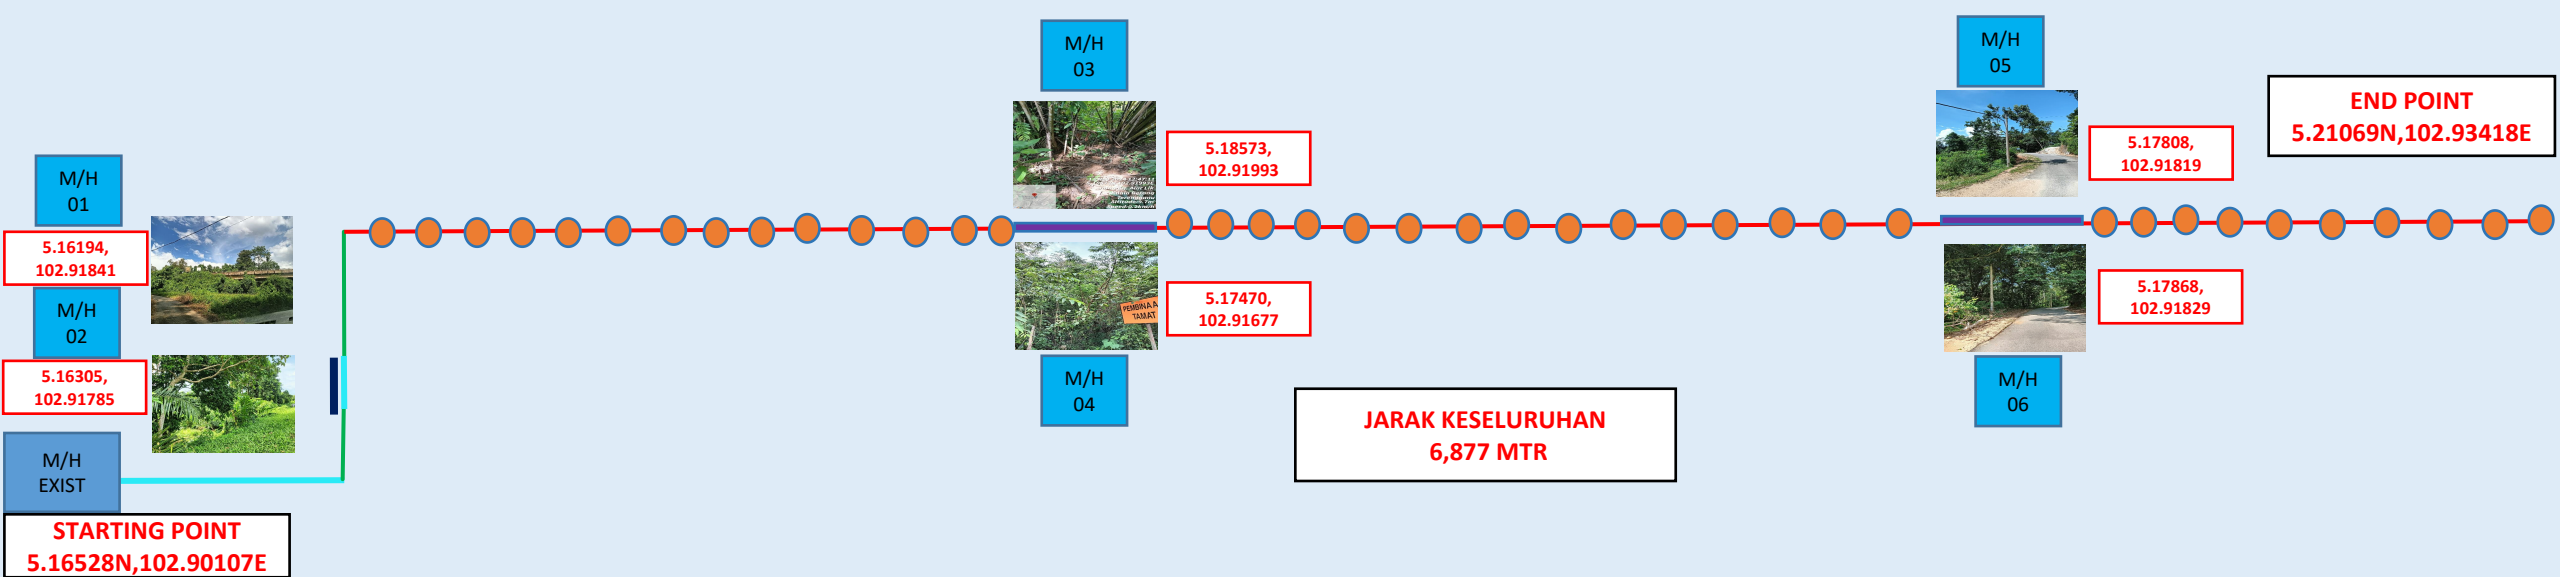 M/H
01
5.16194,
102.91841
M/H
02
5.16305,
102.91785
M/H
EXIST
STARTING POINT
5.16528N,102.90107E
M/H
03
5.18573,
102.91993
PEMBINAA
TAMAT
5.17470,
102.91677
M/H
04
JARAK KESELURUHAN
6,877 MTR
M/H
05
5.17808,
102.91819
5.17868,
102.91829
M/H
06
END POINT
5.21069N,102.93418E